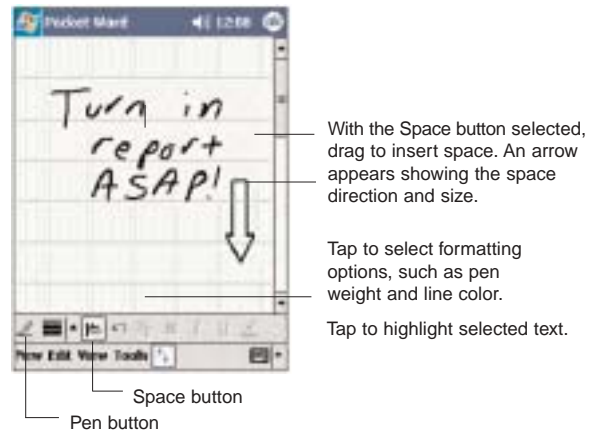 Pocket Word 12:08 ok
Turn in
report
ASAP!
With the Space button selected,
drag to insert space. An arrow
appears showing the space
direction and size.
Tap to select formatting
options, such as pen
weight and line color.
Tap to highlight selected text.
B I U
New Edit View Tools
Space button
Pen button